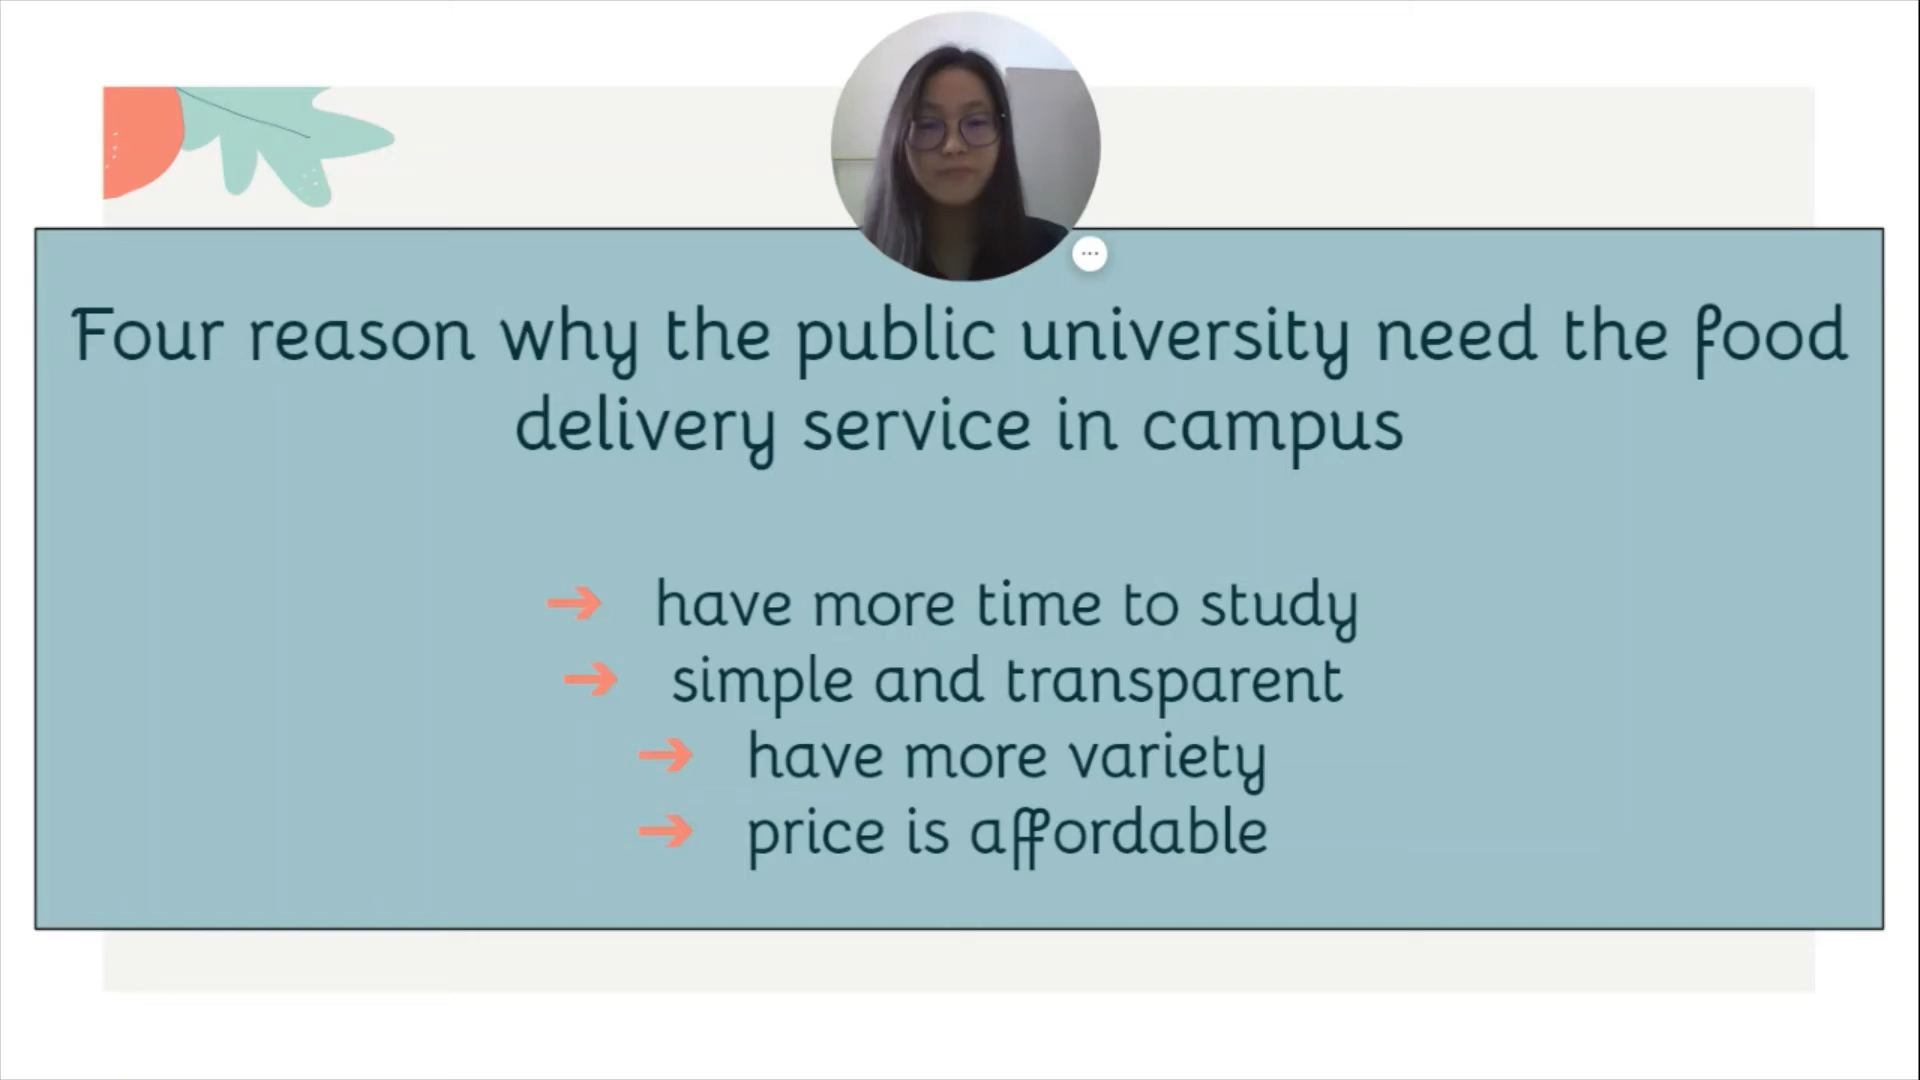 Four reason why the public university need the food
delivery service in campus
➔ have more time to study
➔ simple and transparent
➔ have more variety
➔ price is affordable